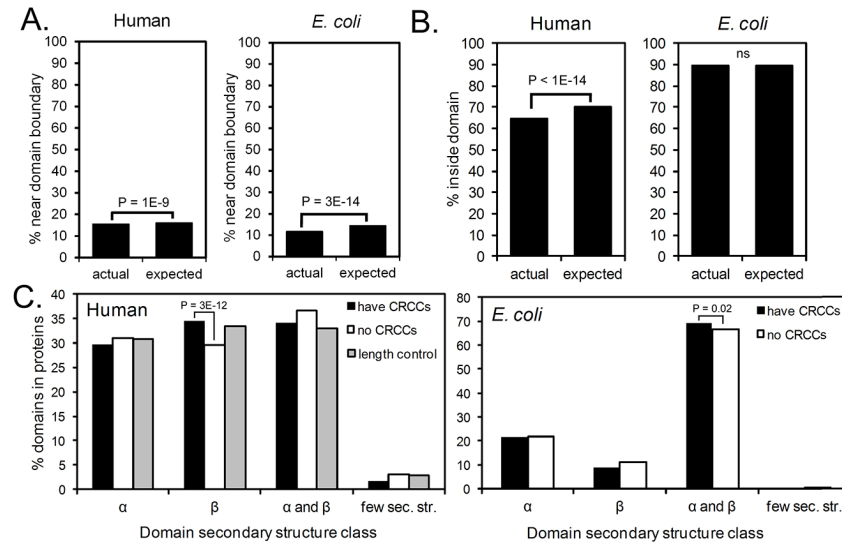 A.
Human
% near domain boundary
100
90
80
70
60
50
40
30
20
10
0
P = 1E-9
actual expected
E. coli
% near domain boundary
100
90
80
70
60
50
40
30
20
10
0
P = 3E-14
actual expected
B.
Human
% inside domain
100
90
80
70
60
50
40
30
20
10
0
P < 1E-14
actual expected
E. coli
100
90
80
70
60
50
40
30
20
10
0
ns
actual expected
C.
Human
% domains in proteins
40
35
30
25
20
15
10
5
0
P = 3E-12
have CRCCs
no CRCCs
length control
α β α and β few sec. str.
Domain secondary structure class
E. coli
80
70
60
50
40
30
20
10
0
P = 0.02
have CRCCs
no CRCCs
α β α and β few sec. str.
Domain secondary structure class